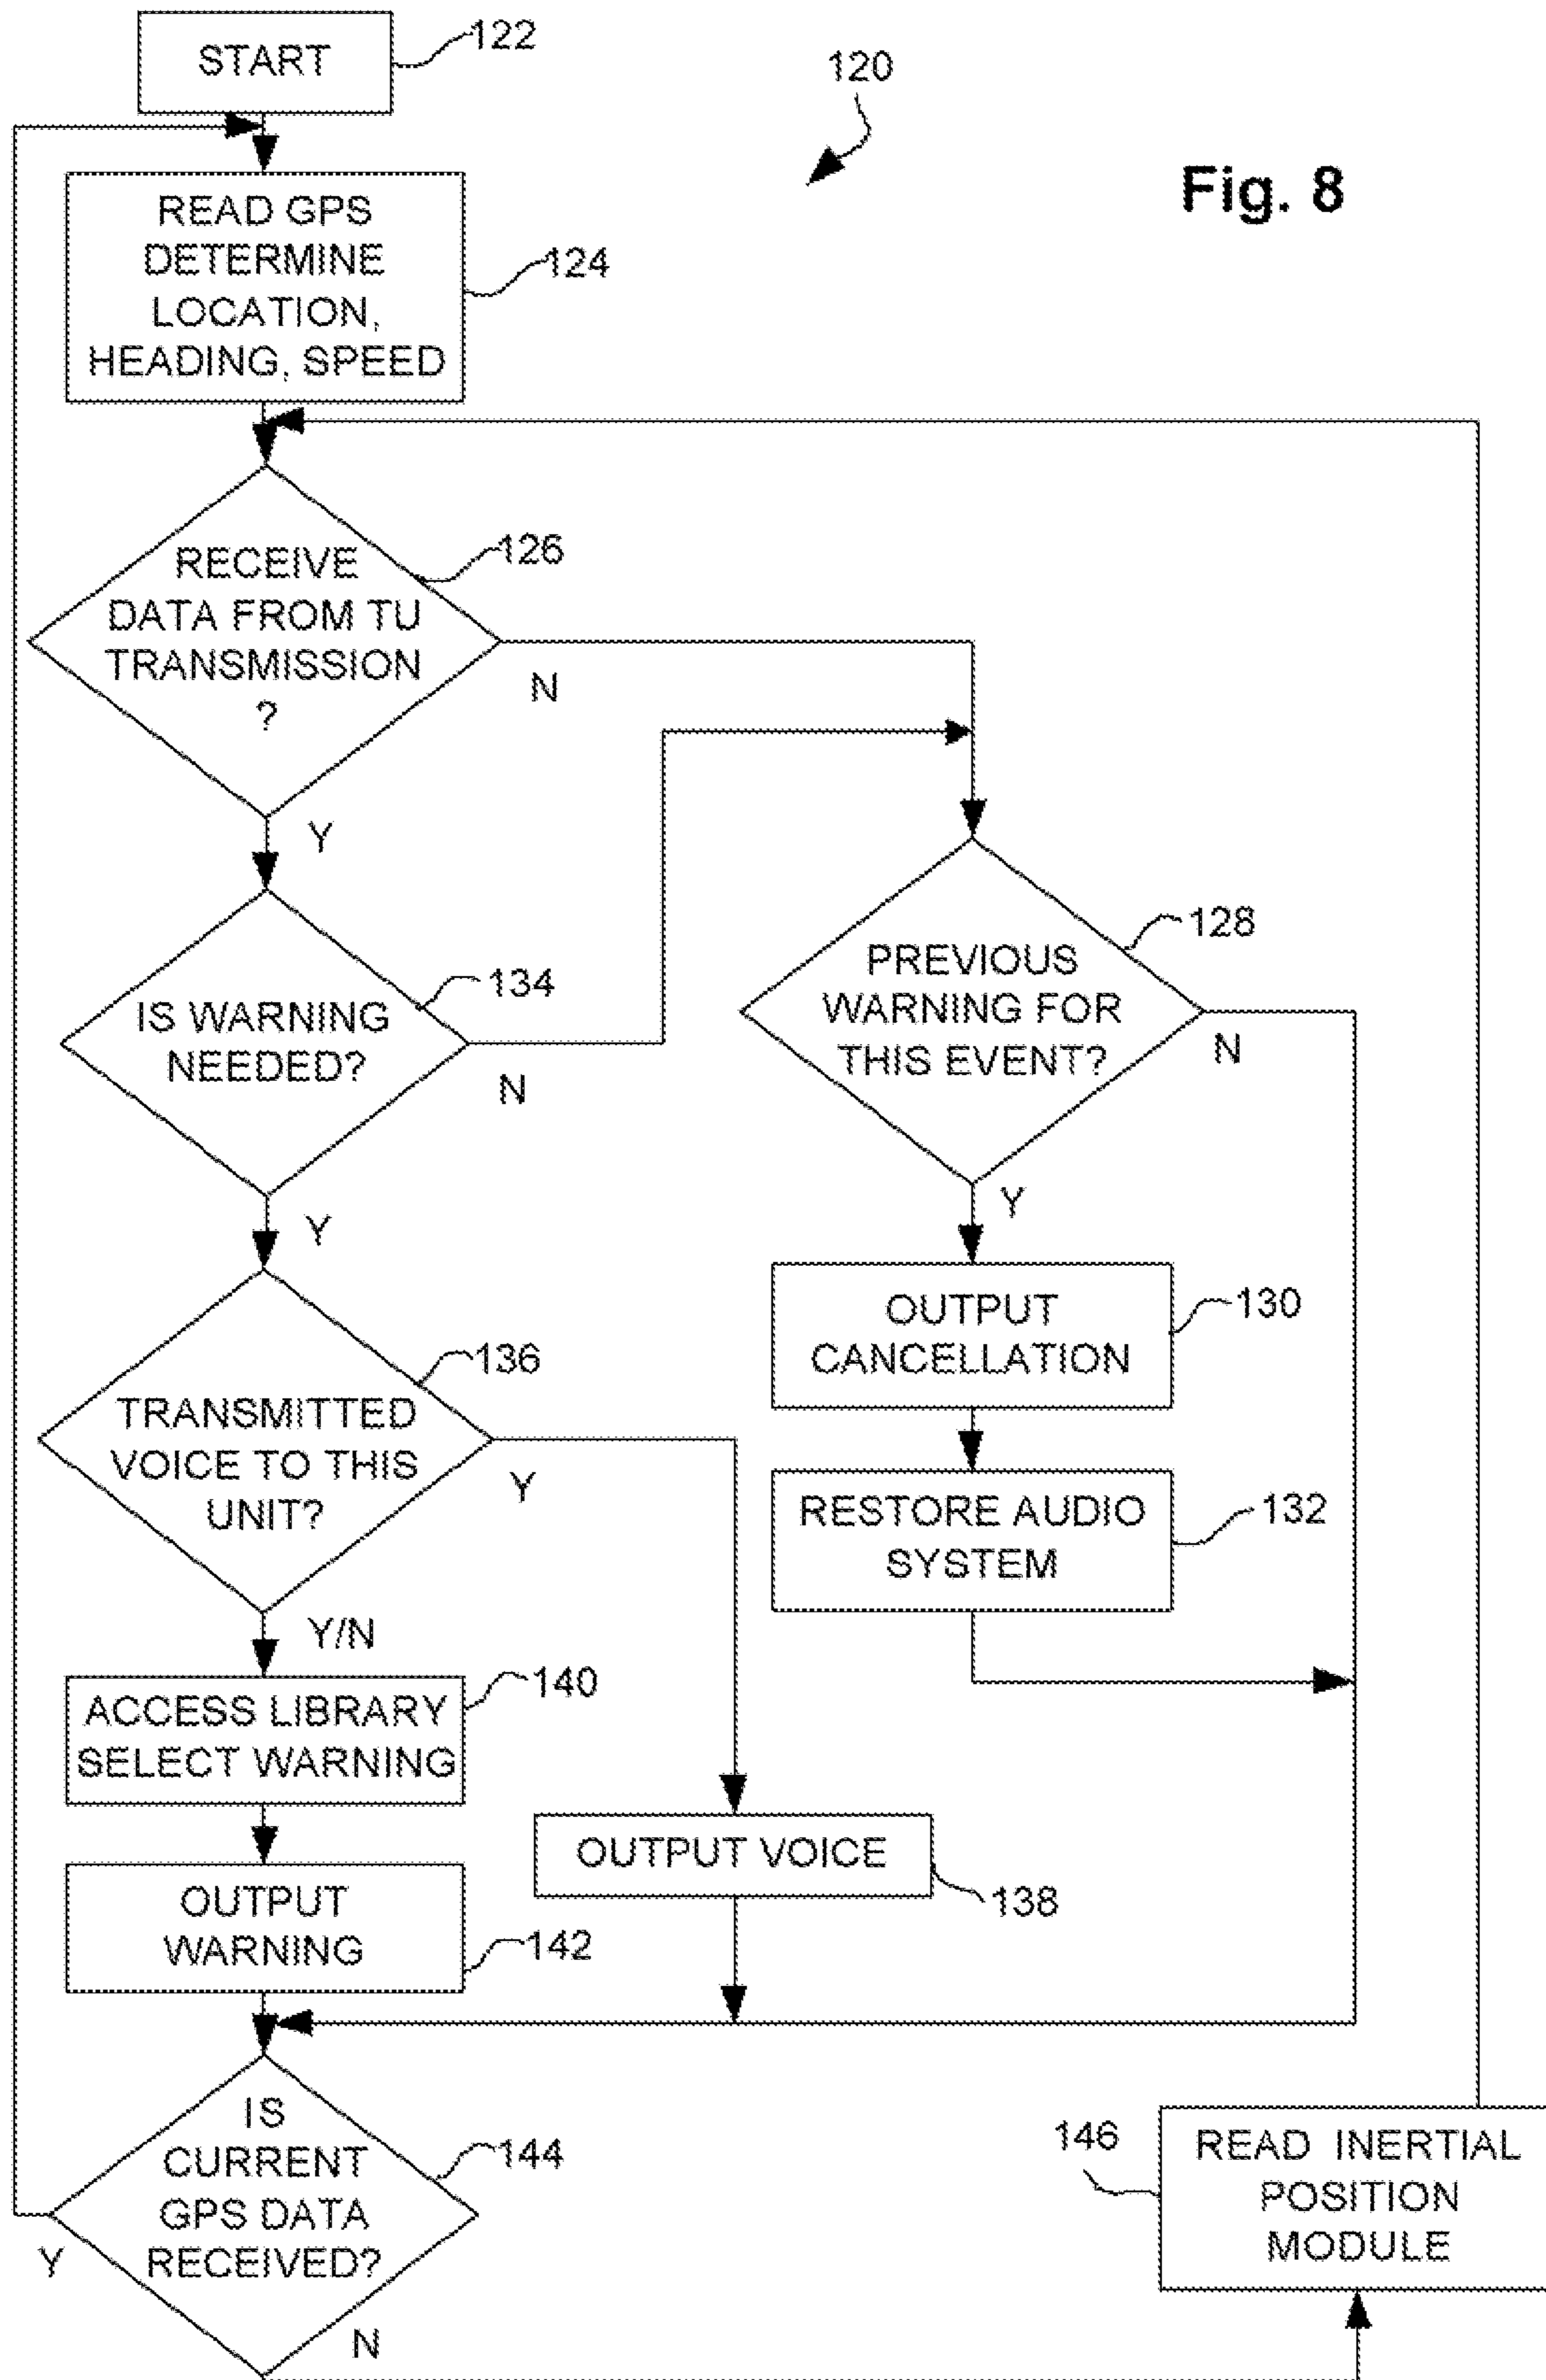 START
122
120
Fig. 8
READ GPS
DETERMINE
LOCATION,
HEADING, SPEED
124
RECEIVE
DATA FROM TU
TRANSMISSION
?
126
N
Y
IS WARNING
NEEDED?
134
N
Y
PREVIOUS
WARNING FOR
THIS EVENT?
128
N
Y
OUTPUT
CANCELLATION
130
RESTORE AUDIO
SYSTEM
132
TRANSMITTED
VOICE TO THIS
UNIT?
136
Y
Y/N
ACCESS LIBRARY
SELECT WARNING
140
OUTPUT
WARNING
142
OUTPUT VOICE
138
IS
CURRENT
GPS DATA
RECEIVED?
144
Y
N
146
READ INERTIAL
POSITION
MODULE